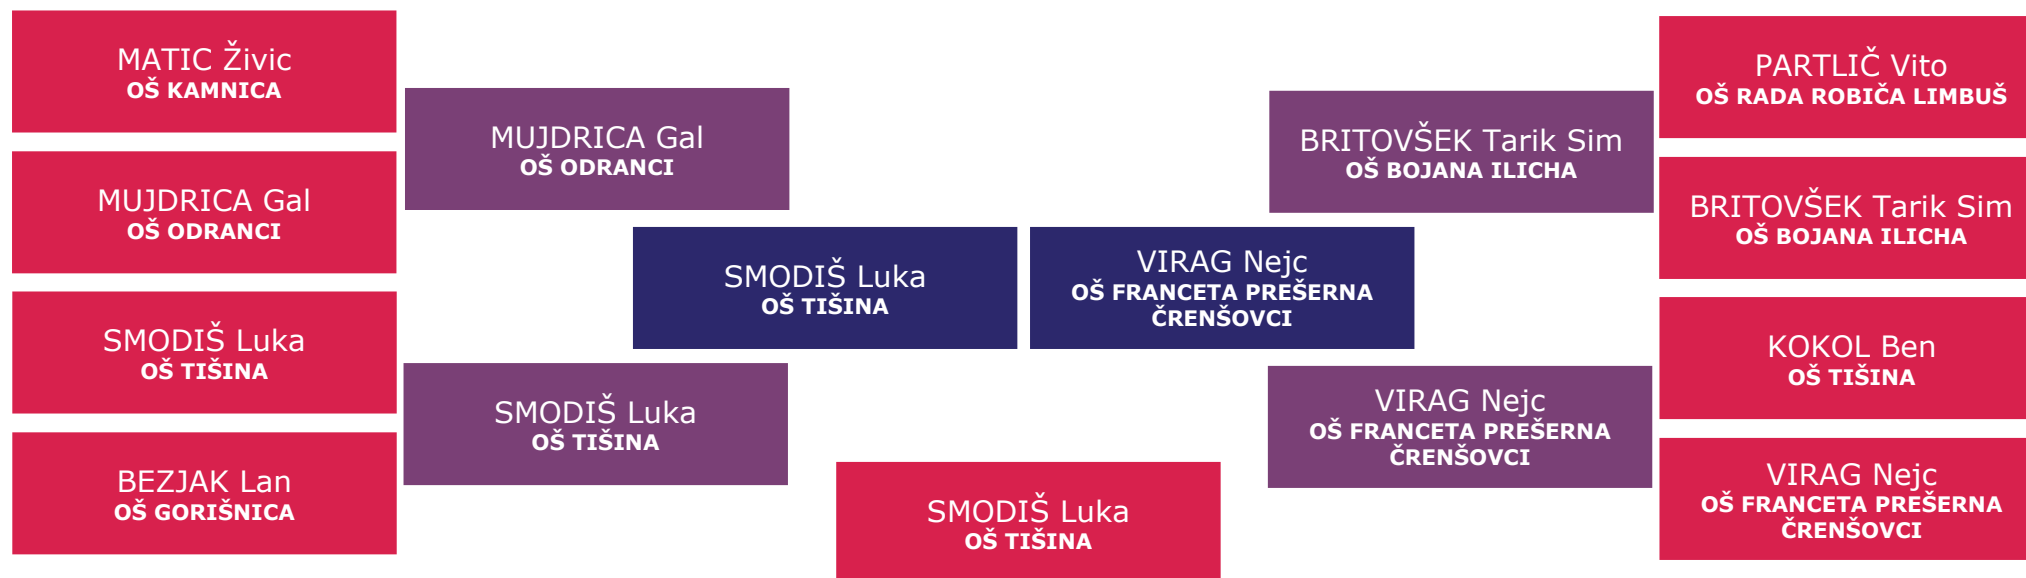 MATIC Živic
OŠ KAMNICA
MUJDRICA Gal
OŠ ODRANCI
SMODIŠ Luka
OŠ TIŠINA
BEZJAK Lan
OŠ GORIŠNICA
MUJDRICA Gal
OŠ ODRANCI
SMODIŠ Luka
OŠ TIŠINA
SMODIŠ Luka
OŠ TIŠINA
VIRAG Nejc
OŠ FRANCETA PREŠERNA
ČRENŠOVCI
SMODIŠ Luka
OŠ TIŠINA
BRITOVŠEK Tarik Sim
OŠ BOJANA ILICHA
VIRAG Nejc
OŠ FRANCETA PREŠERNA
ČRENŠOVCI
PARTLIČ Vito
OŠ RADA ROBIČA LIMBUŠ
BRITOVŠEK Tarik Sim
OŠ BOJANA ILICHA
KOKOL Ben
OŠ TIŠINA
VIRAG Nejc
OŠ FRANCETA PREŠERNA
ČRENŠOVCI